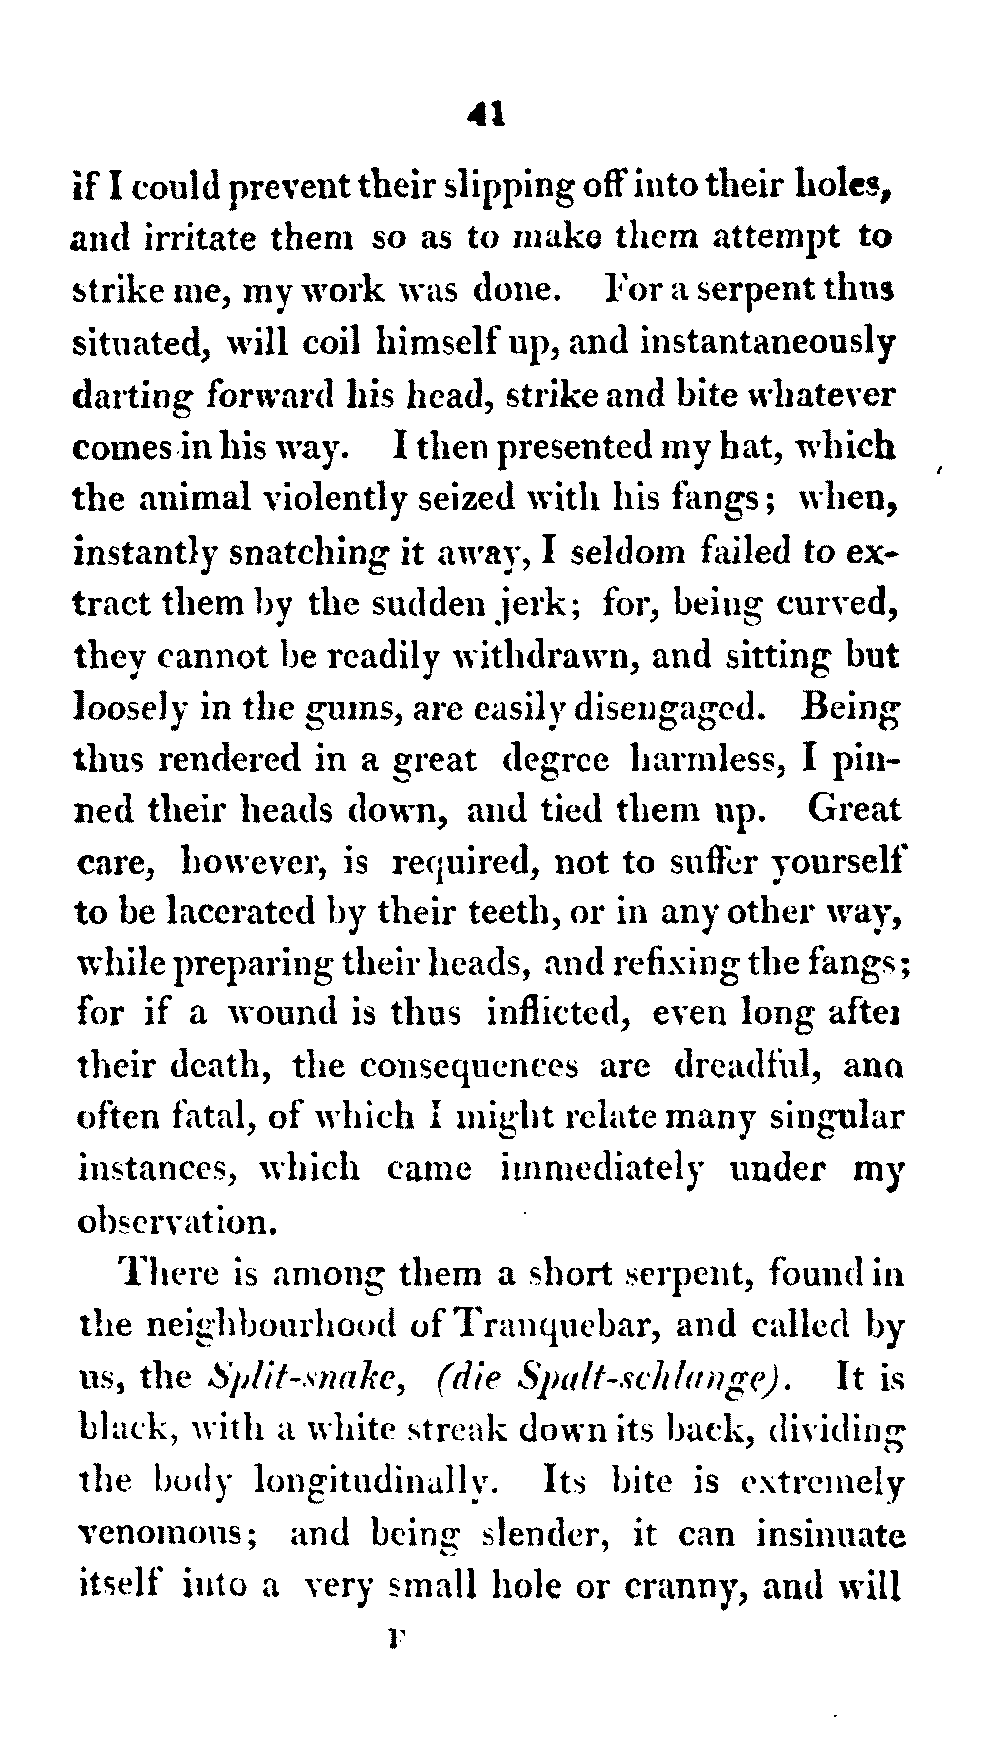 41
if I could prevent their slipping off into their holes,
and irritate them so as to make them attempt to
strike me, my work was done. For a serpent thus
situated, will coil himself up, and instantaneously
darting forward his head, strike and bite whatever
comes in his way. I then presented my hat, which
the animal violently seized with his fangs; when,
instantly snatching it away, I seldom failed to ex-
tract them by the sudden jerk; for, being curved,
they cannot be readily withdrawn, and sitting but
loosely in the gums, are easily disengaged. Being
thus rendered in a great degree harmless, I pin-
ned their heads down, and tied them up. Great
care, however, is required, not to suffer yourself
to be lacerated by their teeth, or in any other way,
while preparing their heads, and refixing the fangs;
for if a wound is thus inflicted, even long after
their death, the consequences are dreadful, and
often fatal, of which I might relate many singular
instances, which came immediately under my
observation.
There is among them a short serpent, found in
the neighbourhood of Tranquebar, and called by
us, the Split-snake, (die Spalt-schlange). It is
black, with a white streak down its back, dividing
the body longitudinally. Its bite is extremely
venomous; and being slender, it can insinuate
itself into a very small hole or cranny, and will
F